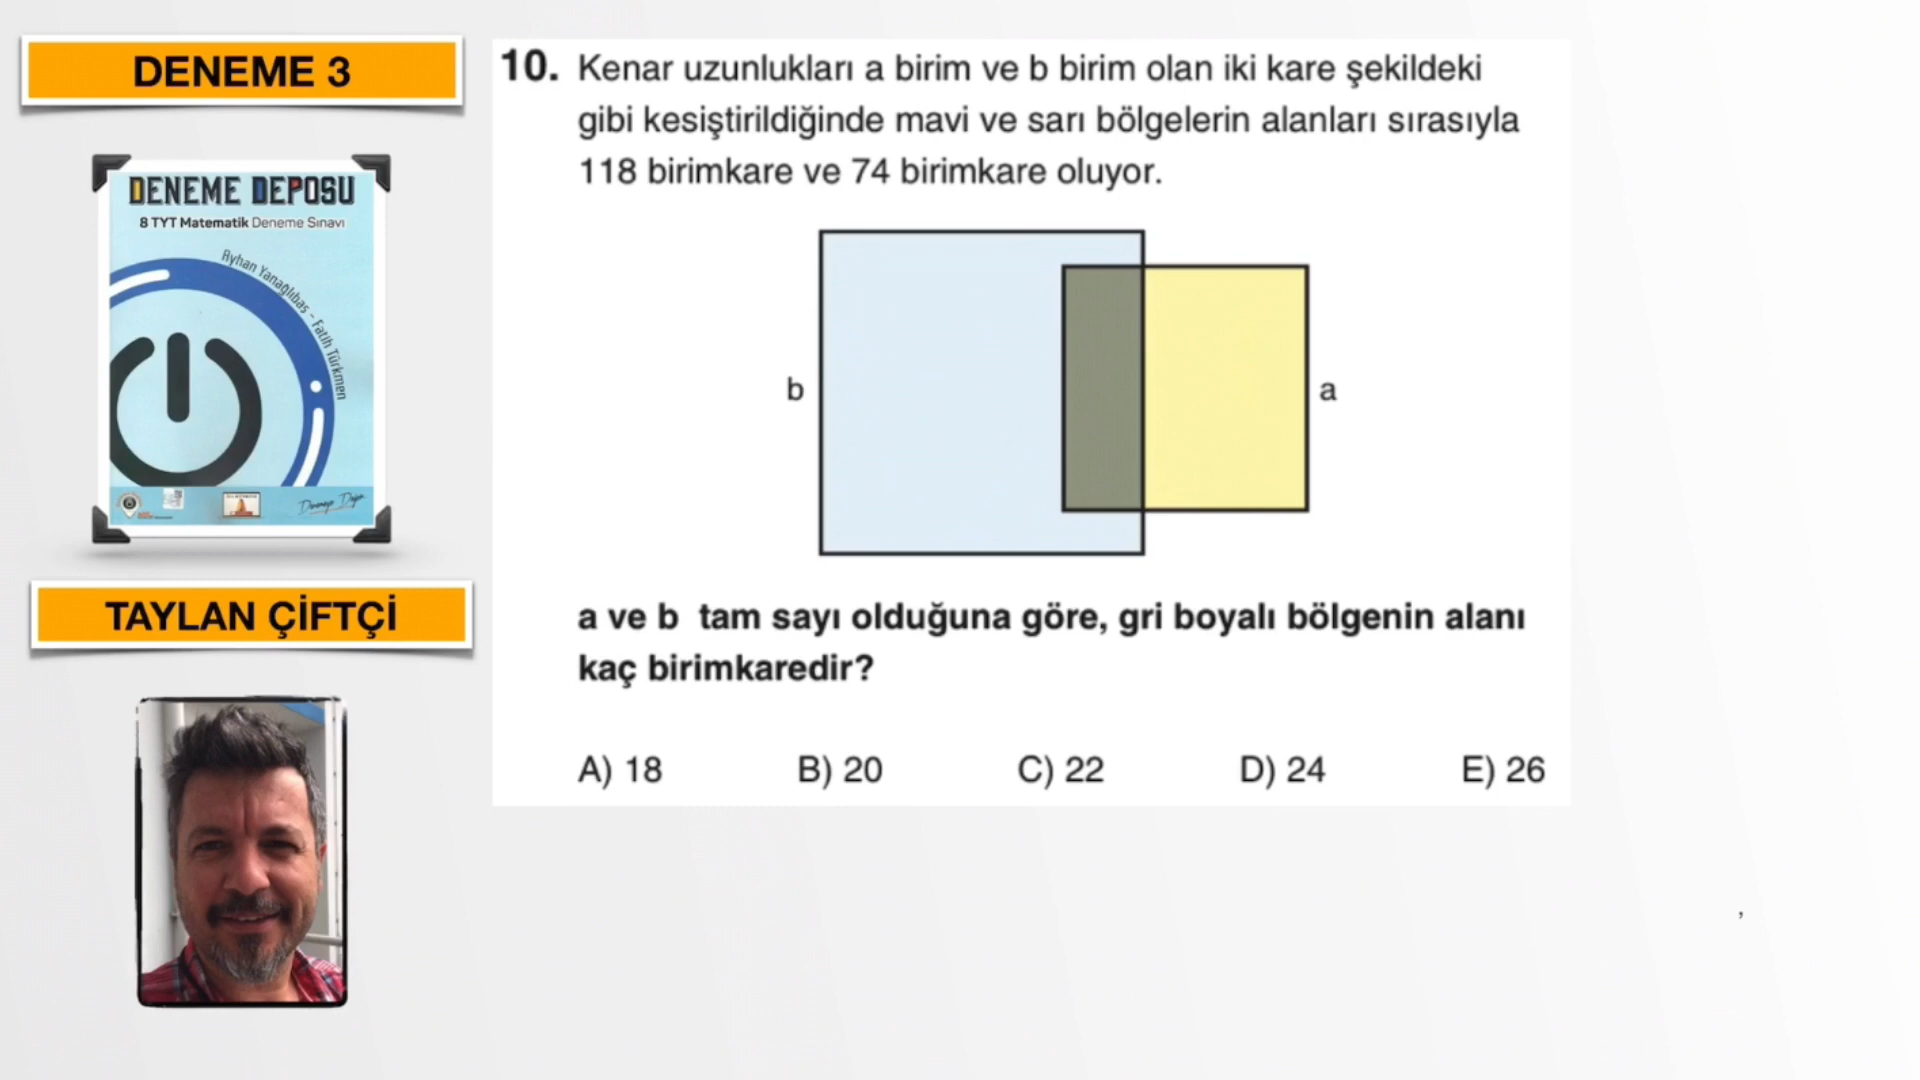 DENEME 3
DENEME DEPOSU
8 TYT Matematik Deneme Sınavı
Ayhan Yanağlıbaş - Fatih Türkmen
TAYLAN ÇİFTÇİ
10. Kenar uzunlukları a birim ve b birim olan iki kare şekildeki
gibi kesiştirildiğinde mavi ve sarı bölgelerin alanları sırasıyla
118 birimkare ve 74 birimkare oluyor.
b
a
a ve b tam sayı olduğuna göre, gri boyalı bölgenin alanı
kaç birimkaredir?
A) 18 B) 20 C) 22 D) 24 E) 26
,